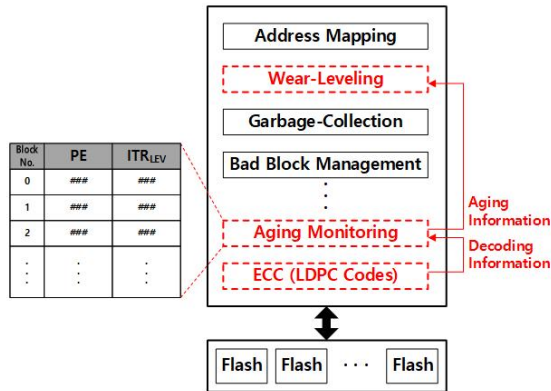 Address Mapping
Wear-Leveling
Garbage-Collection
Bad Block Management
Aging Monitoring
ECC (LDPC Codes)
Aging
Information
Decoding
Information
Block
No.
PE
ITR_LEV
0
###
###
1
###
###
2
###
###
Flash
Flash
Flash